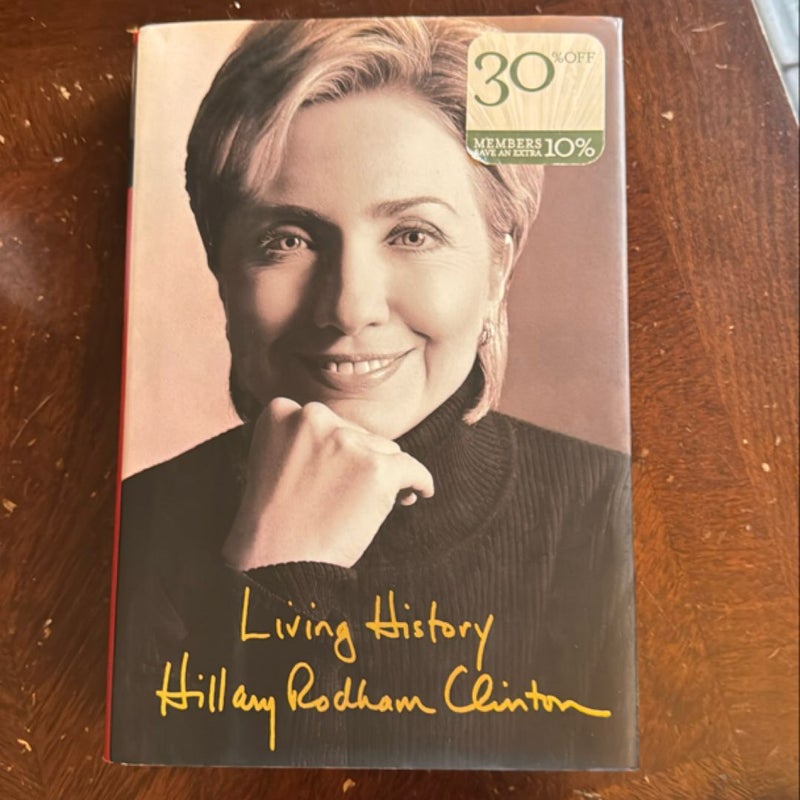 30%OFF
MEMBERS
SAVE AN EXTRA 10%
Living History
Hillary Rodham Clinton